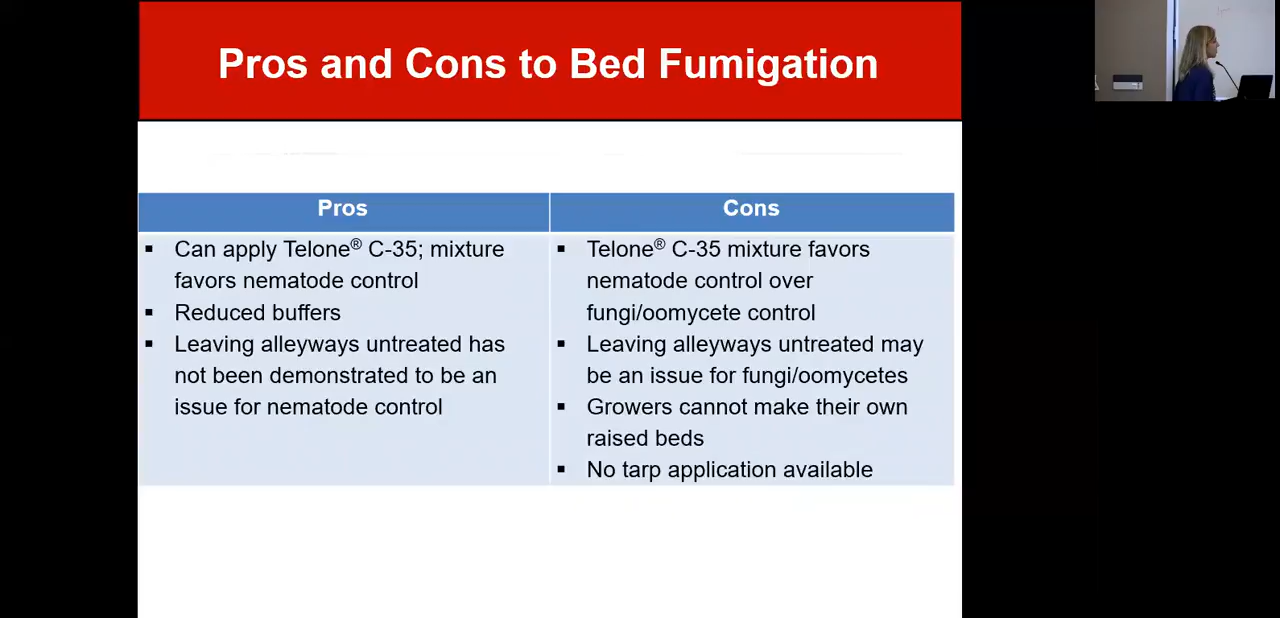 Pros and Cons to Bed Fumigation
Pros
▪ Can apply Telone® C-35; mixture
favors nematode control
▪ Reduced buffers
▪ Leaving alleyways untreated has
not been demonstrated to be an
issue for nematode control
Cons
▪ Telone® C-35 mixture favors
nematode control over
fungi/oomycete control
▪ Leaving alleyways untreated may
be an issue for fungi/oomycetes
▪ Growers cannot make their own
raised beds
▪ No tarp application available